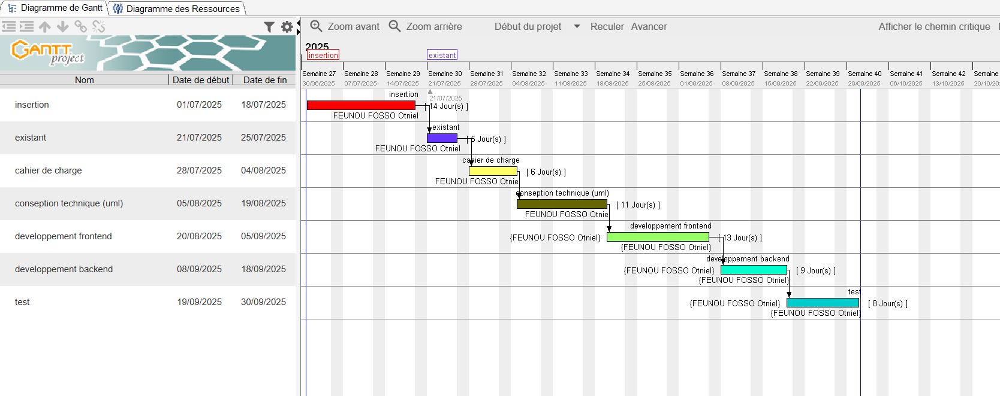 Diagramme de Gantt
Diagramme des Ressources
Zoom avant
Zoom arrière
Début du projet
Reculer
Avancer
Afficher le chemin critique
GANTT
project
2025
insertion
existant
Nom
Date de début
Date de fin
Semaine 27
Semaine 28
Semaine 29
Semaine 30
Semaine 31
Semaine 32
Semaine 33
Semaine 34
Semaine 35
Semaine 36
Semaine 37
Semaine 38
Semaine 39
Semaine 40
Semaine 41
Semaine 42
Semaine
30/06/2025
07/07/2025
14/07/2025
21/07/2025
28/07/2025
04/08/2025
11/08/2025
18/08/2025
25/08/2025
01/09/2025
08/09/2025
15/09/2025
22/09/2025
29/09/2025
06/10/2025
13/10/2025
20/10/20
21/07/2025
insertion 01/07/2025 18/07/2025
insertion
[ 14 Jour(s) ]
FEUNOU FOSSO Otniel
existant 21/07/2025 25/07/2025
existant
[ 5 Jour(s) ]
FEUNOU FOSSO Otniel
cahier de charge 28/07/2025 04/08/2025
cahier de charge
[ 6 Jour(s) ]
FEUNOU FOSSO Otnie
conseption technique (uml) 05/08/2025 19/08/2025
conseption technique (uml)
[ 11 Jour(s) ]
FEUNOU FOSSO Otnie
developpement frontend 20/08/2025 05/09/2025
developpement frontend
{FEUNOU FOSSO Otniel}
[ 13 Jour(s) ]
{FEUNOU FOSSO Otniel}
developpement backend 08/09/2025 18/09/2025
developpement backend
{FEUNOU FOSSO Otniel}
[ 9 Jour(s) ]
{FEUNOU FOSSO Otniel}
test 19/09/2025 30/09/2025
test
{FEUNOU FOSSO Otniel}
[ 8 Jour(s) ]
{FEUNOU FOSSO Otniel}